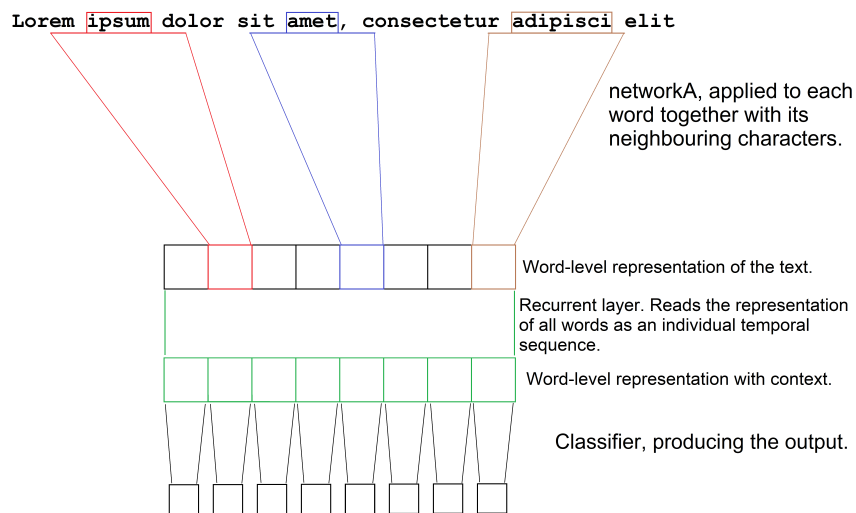 Lorem ipsum dolor sit amet, consectetur adipisci elit
networkA, applied to each
word together with its
neighbouring characters.
Word-level representation of the text.
Recurrent layer. Reads the representation
of all words as an individual temporal
sequence.
Word-level representation with context.
Classifier, producing the output.